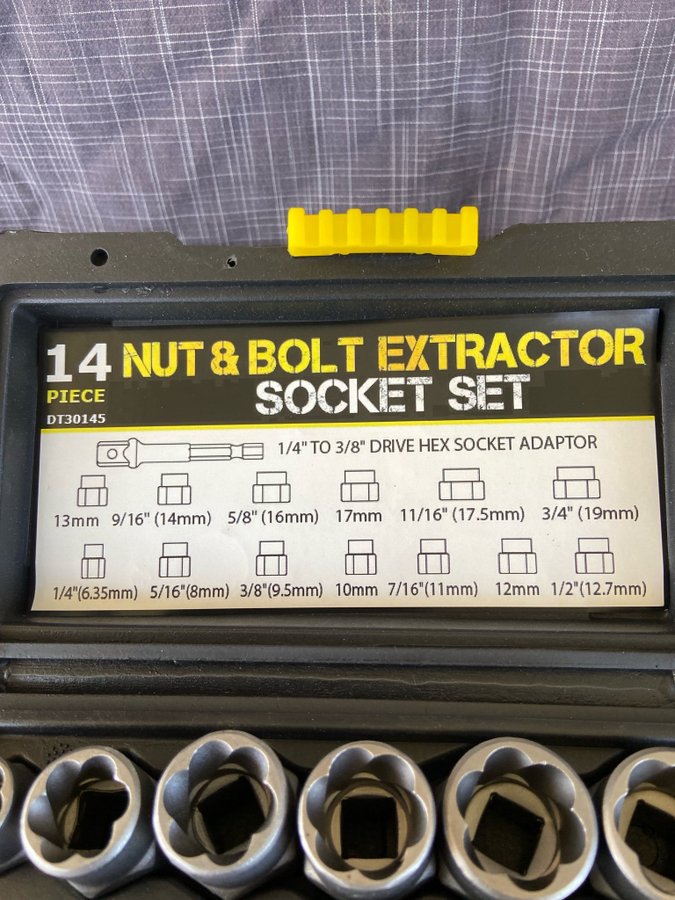 14 NUT & BOLT EXTRACTOR
PIECE SOCKET SET
DT30145
1/4" TO 3/8" DRIVE HEX SOCKET ADAPTOR
13mm 9/16" (14mm) 5/8" (16mm) 17mm 11/16" (17.5mm) 3/4" (19mm)
1/4"(6.35mm) 5/16"(8mm) 3/8"(9.5mm) 10mm 7/16"(11mm) 12mm 1/2"(12.7mm)